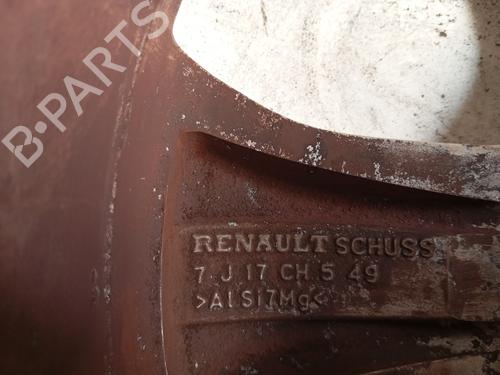 B-PARTS
RENAULT SCHUSS
7 J 17 CH 5 49
>AlSi7Mg<